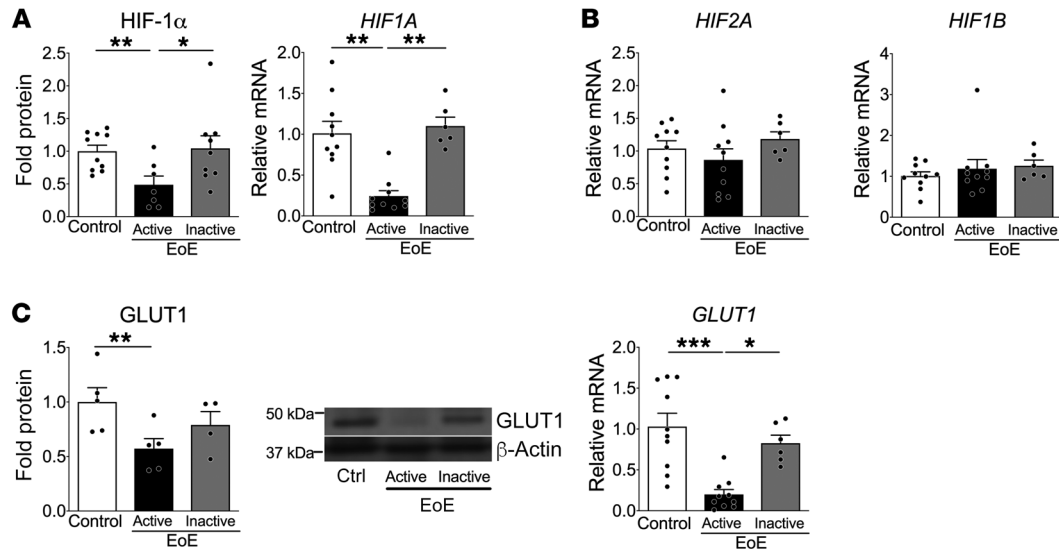 A
HIF-1α
** *
Fold protein
2.5
2.0
1.5
1.0
0.5
0.0
Control Active Inactive
EoE
HIF1A
** **
Relative mRNA
2.0
1.5
1.0
0.5
0.0
Control Active Inactive
EoE
B
HIF2A
Relative mRNA
2.5
2.0
1.5
1.0
0.5
0.0
Control Active Inactive
EoE
HIF1B
Relative mRNA
4
3
2
1
0
Control Active Inactive
EoE
C
GLUT1
**
Fold protein
1.5
1.0
0.5
0.0
Control Active Inactive
EoE
50 kDa
GLUT1
37 kDa
β-Actin
Ctrl Active Inactive
EoE
GLUT1
*** *
Relative mRNA
2.0
1.5
1.0
0.5
0.0
Control Active Inactive
EoE